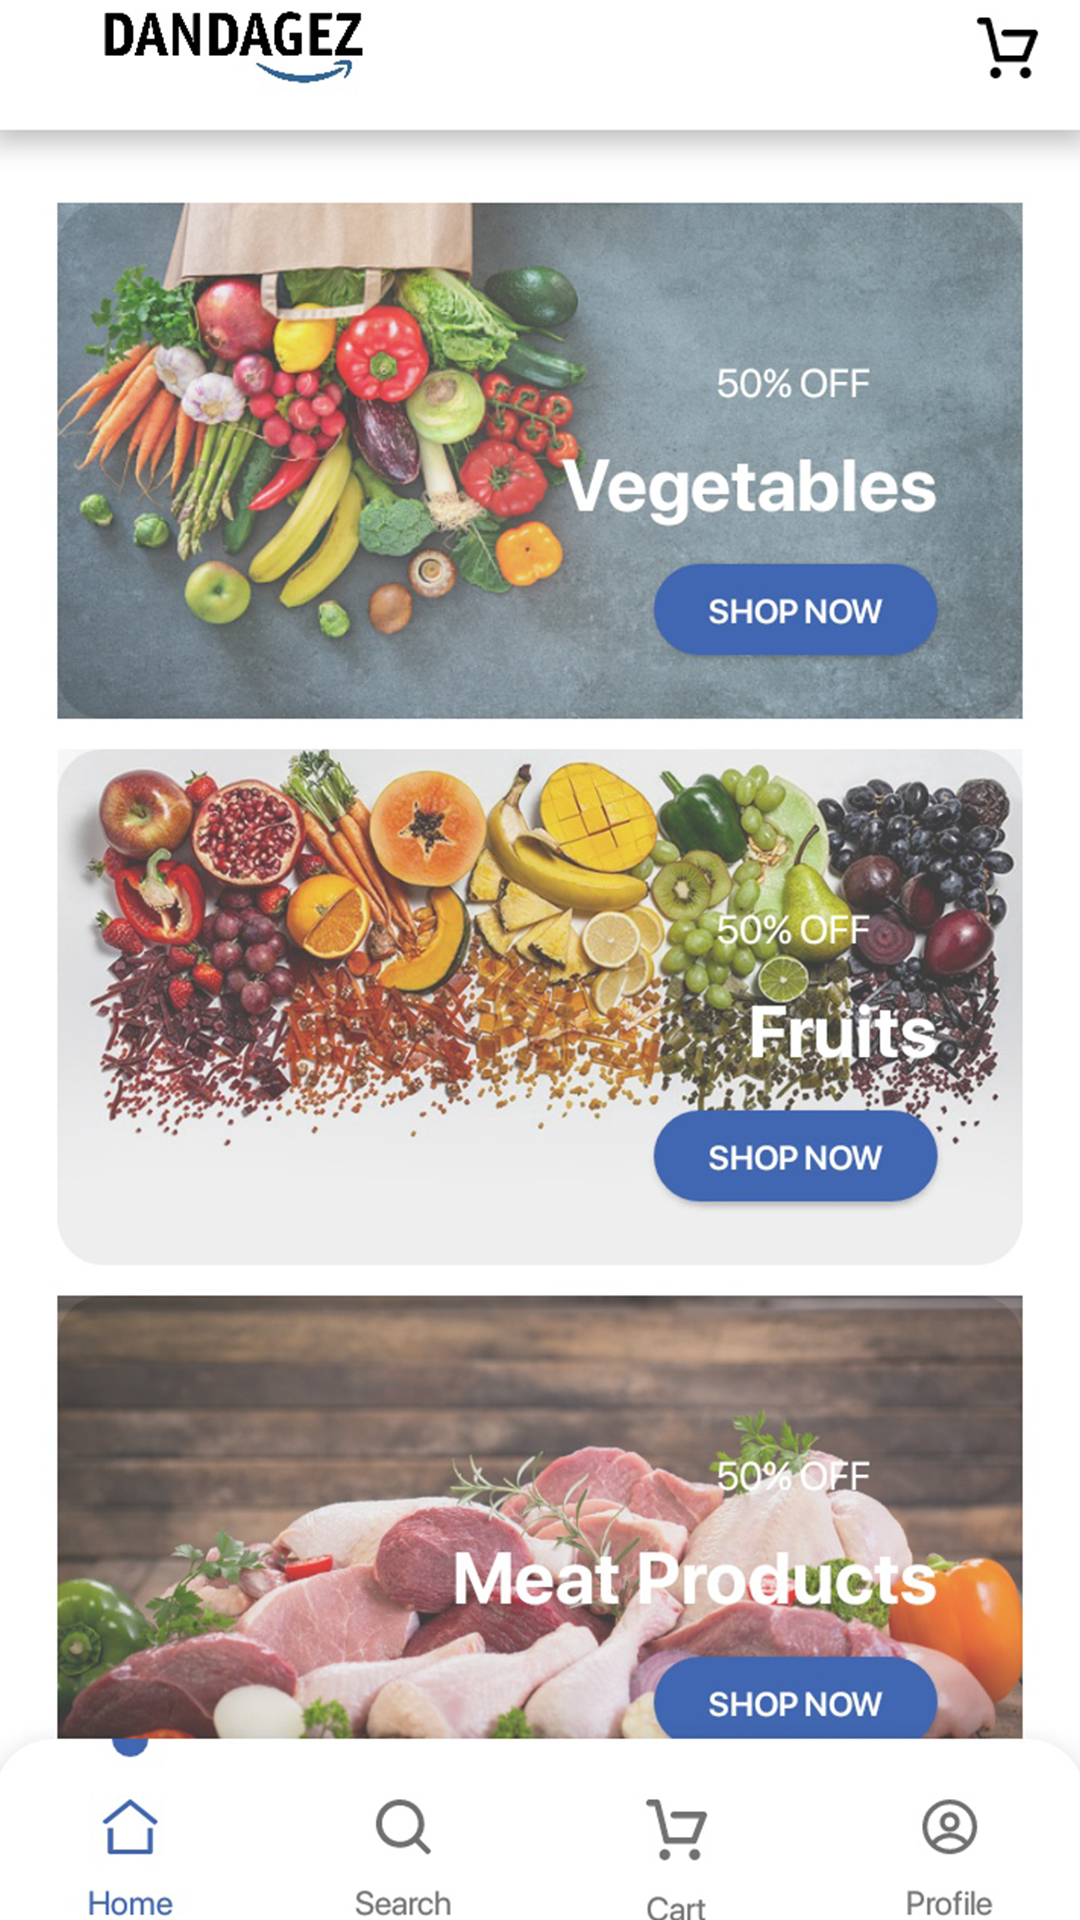 DANDAGEZ
50% OFF
Vegetables
SHOP NOW
50% OFF
Fruits
SHOP NOW
50% OFF
Meat Products
SHOP NOW
Home
Search
Cart
Profile